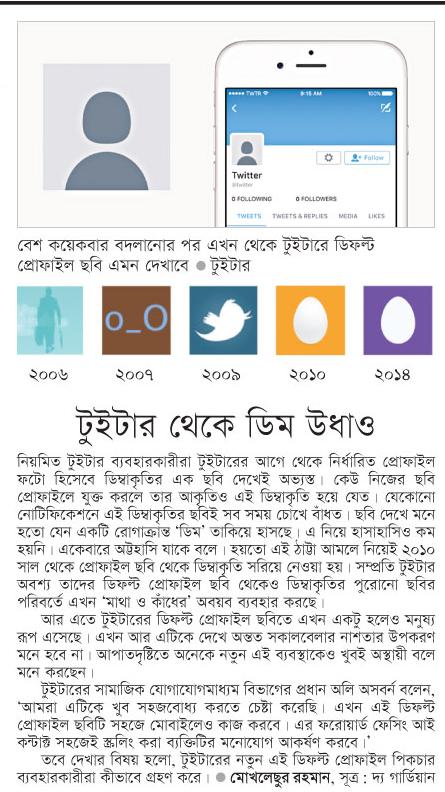 ●●●●● TWTR 9:15 AM 100%
Follow
Twitter
@twitter
0 FOLLOWING 0 FOLLOWERS
TWEETS TWEETS & REPLIES MEDIA LIKES
বেশ কয়েকবার বদলানোর পর এখন থেকে টুইটারে ডিফল্ট
প্রোফাইল ছবি এমন দেখাবে ● টুইটার
o_O
২০০৬ ২০০৭ ২০০৯ ২০১০ ২০১৪
টুইটার থেকে ডিম উধাও
নিয়মিত টুইটার ব্যবহারকারীরা টুইটারের আগে থেকে নির্ধারিত প্রোফাইল
ফটো হিসেবে ডিম্বাকৃতির এক ছবি দেখেই অভ্যস্ত। কেউ নিজের ছবি
প্রোফাইলে যুক্ত করলে তার আকৃতিও এই ডিম্বাকৃতি হয়ে যেত। যেকোনো
নোটিফিকেশনে এই ডিম্বাকৃতির ছবিই সব সময় চোখে বাঁধত। ছবি দেখে মনে
হতো যেন একটি রোগাক্রান্ত ‘ডিম’ তাকিয়ে হাসছে। এ নিয়ে হাসাহাসিও কম
হয়নি। একেবারে অট্টহাসি যাকে বলে। হয়তো এই ঠাট্টা আমলে নিয়েই ২০১০
সাল থেকে প্রোফাইল ছবি থেকে ডিম্বাকৃতি সরিয়ে নেওয়া হয়। সম্প্রতি টুইটার
অবশ্য তাদের ডিফল্ট প্রোফাইল ছবি থেকেও ডিম্বাকৃতির পুরোনো ছবির
পরিবর্তে এখন ‘মাথা ও কাঁধের’ অবয়ব ব্যবহার করছে।
আর এতে টুইটারের ডিফল্ট প্রোফাইল ছবিতে এখন একটু হলেও মনুষ্য
রূপ এসেছে। এখন আর এটিকে দেখে অন্তত সকালবেলার নাশতার উপকরণ
মনে হবে না। আপাতদৃষ্টিতে অনেকে নতুন এই ব্যবস্থাকেও খুবই অস্থায়ী বলে
মনে করছেন।
টুইটারের সামাজিক যোগাযোগমাধ্যম বিভাগের প্রধান অলি অসবর্ন বলেন,
‘আমরা এটিকে খুব সহজবোধ্য করতে চেষ্টা করেছি। এখন এই ডিফল্ট
প্রোফাইল ছবিটি সহজে মোবাইলেও কাজ করবে। এর ফরোয়ার্ড ফেসিং আই
কন্টাক্ট সহজেই স্ক্রলিং করা ব্যক্তিটির মনোযোগ আকর্ষণ করবে।’
তবে দেখার বিষয় হলো, টুইটারের নতুন এই ডিফল্ট প্রোফাইল পিকচার
ব্যবহারকারীরা কীভাবে গ্রহণ করে। ● মোখলেছুর রহমান, সূত্র : দ্য গার্ডিয়ান